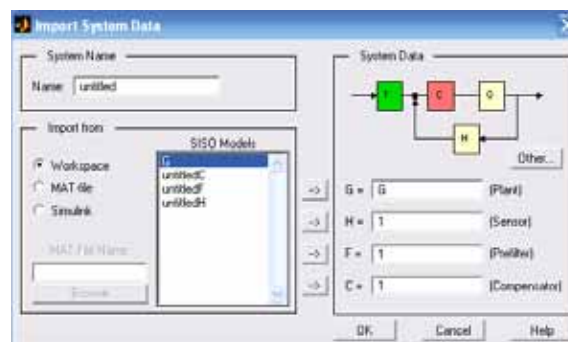 Import System Data
System Name
Name: untitled
Import from
Workspace
MAT-file
Simulink
MAT File Name
Browse
SISO Models
G
untitledC
untitledF
untitledH
System Data
F
C
G
H
Other...
-> G = G (Plant)
-> H = 1 (Sensor)
-> F = 1 (Prefilter)
-> C = 1 (Compensator)
OK Cancel Help